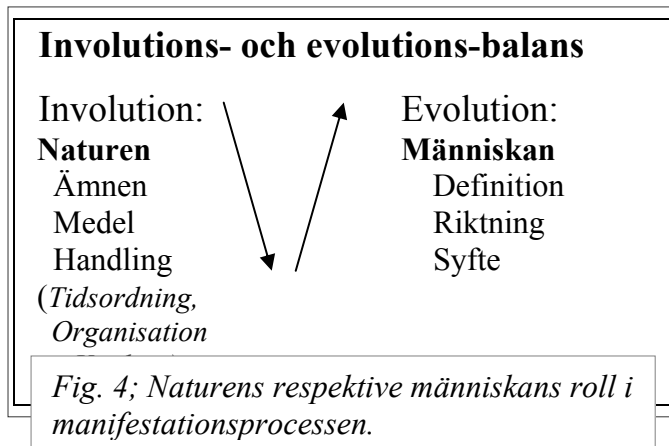 Involutions- och evolutions-balans
Involution:
Naturen
Ämnen
Medel
Handling
(Tidsordning,
Organisation
Evolution:
Människan
Definition
Riktning
Syfte
Fig. 4; Naturens respektive människans roll i
manifestationsprocessen.